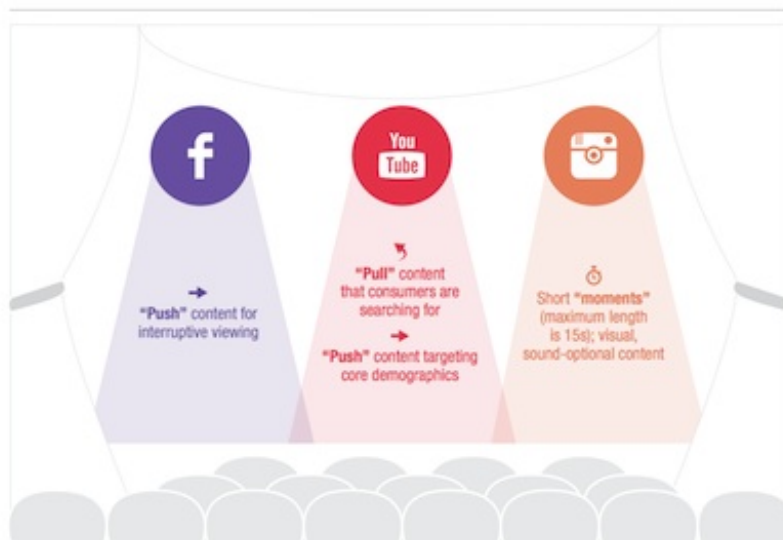 f
You
Tube
"Push" content for
interruptive viewing
"Pull" content
that consumers are
searching for
"Push" content targeting
core demographics
Short "moments"
(maximum length
is 15s); visual,
sound-optional content